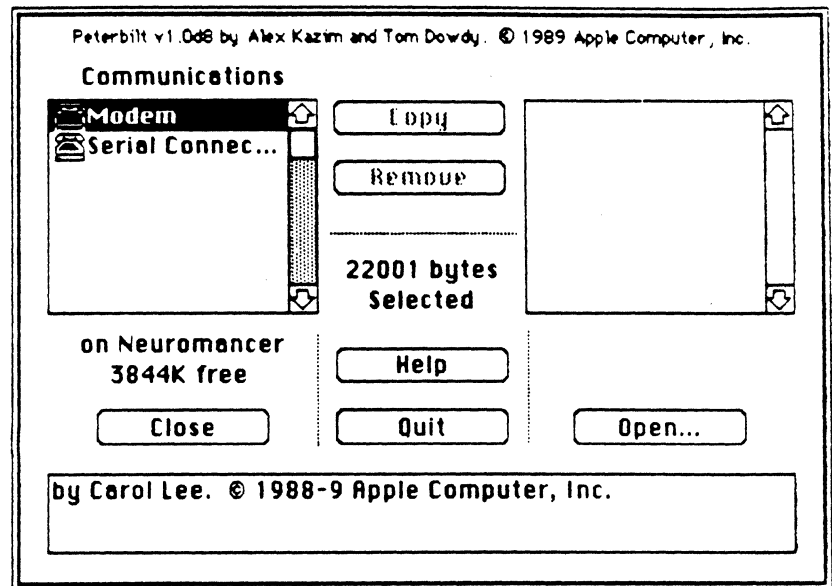 Peterbilt v1.0d8 by Alex Kazim and Tom Dowdy. © 1989 Apple Computer, Inc.
Communications
Modem
Serial Connec...
Copy
Remove
22001 bytes
Selected
on Neuromancer
3844K free
Help
Close
Quit
Open...
by Carol Lee. © 1988-9 Apple Computer, Inc.